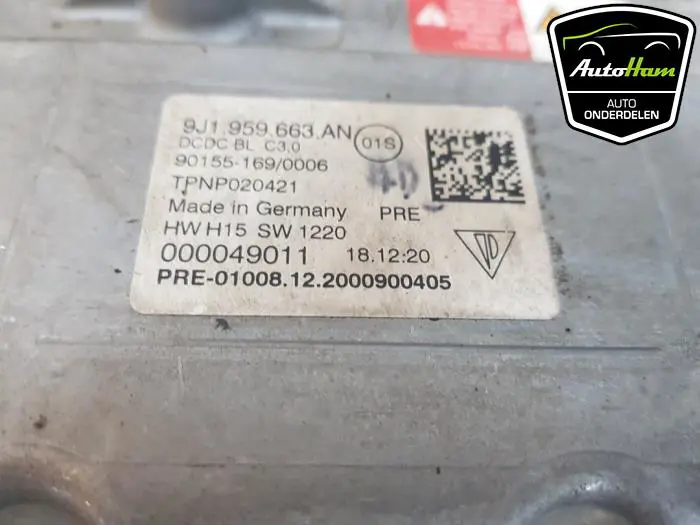 AutoHam
AUTO
ONDERDELEN
9J1.959.663.AN
01S
DCDC BL C3,0
90155-169/0006
TPNP020421
Made in Germany PRE
HW H15 SW 1220
000049011 18.12.20
PRE-01008.12.2000900405